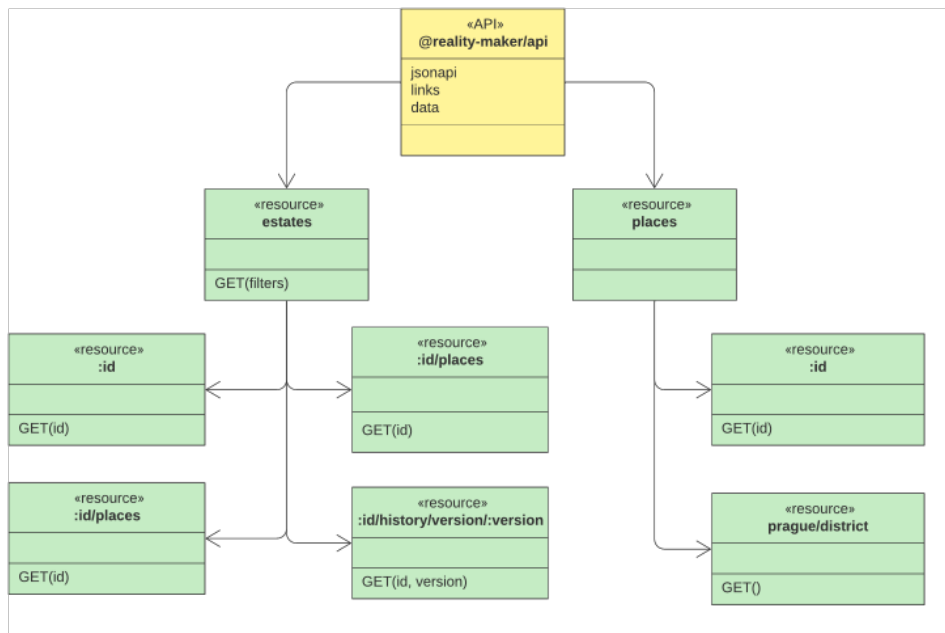 «API»
@reality-maker/api
jsonapi
links
data
«resource»
estates
GET(filters)
«resource»
places
«resource»
:id
GET(id)
«resource»
:id/places
GET(id)
«resource»
:id
GET(id)
«resource»
:id/places
GET(id)
«resource»
:id/history/version/:version
GET(id, version)
«resource»
prague/district
GET()